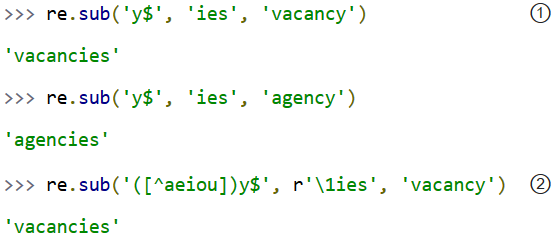 >>> re.sub('y$', 'ies', 'vacancy') ①
'vacancies'
>>> re.sub('y$', 'ies', 'agency')
'agencies'
>>> re.sub('([^aeiou])y$', r'\1ies', 'vacancy') ②
'vacancies'